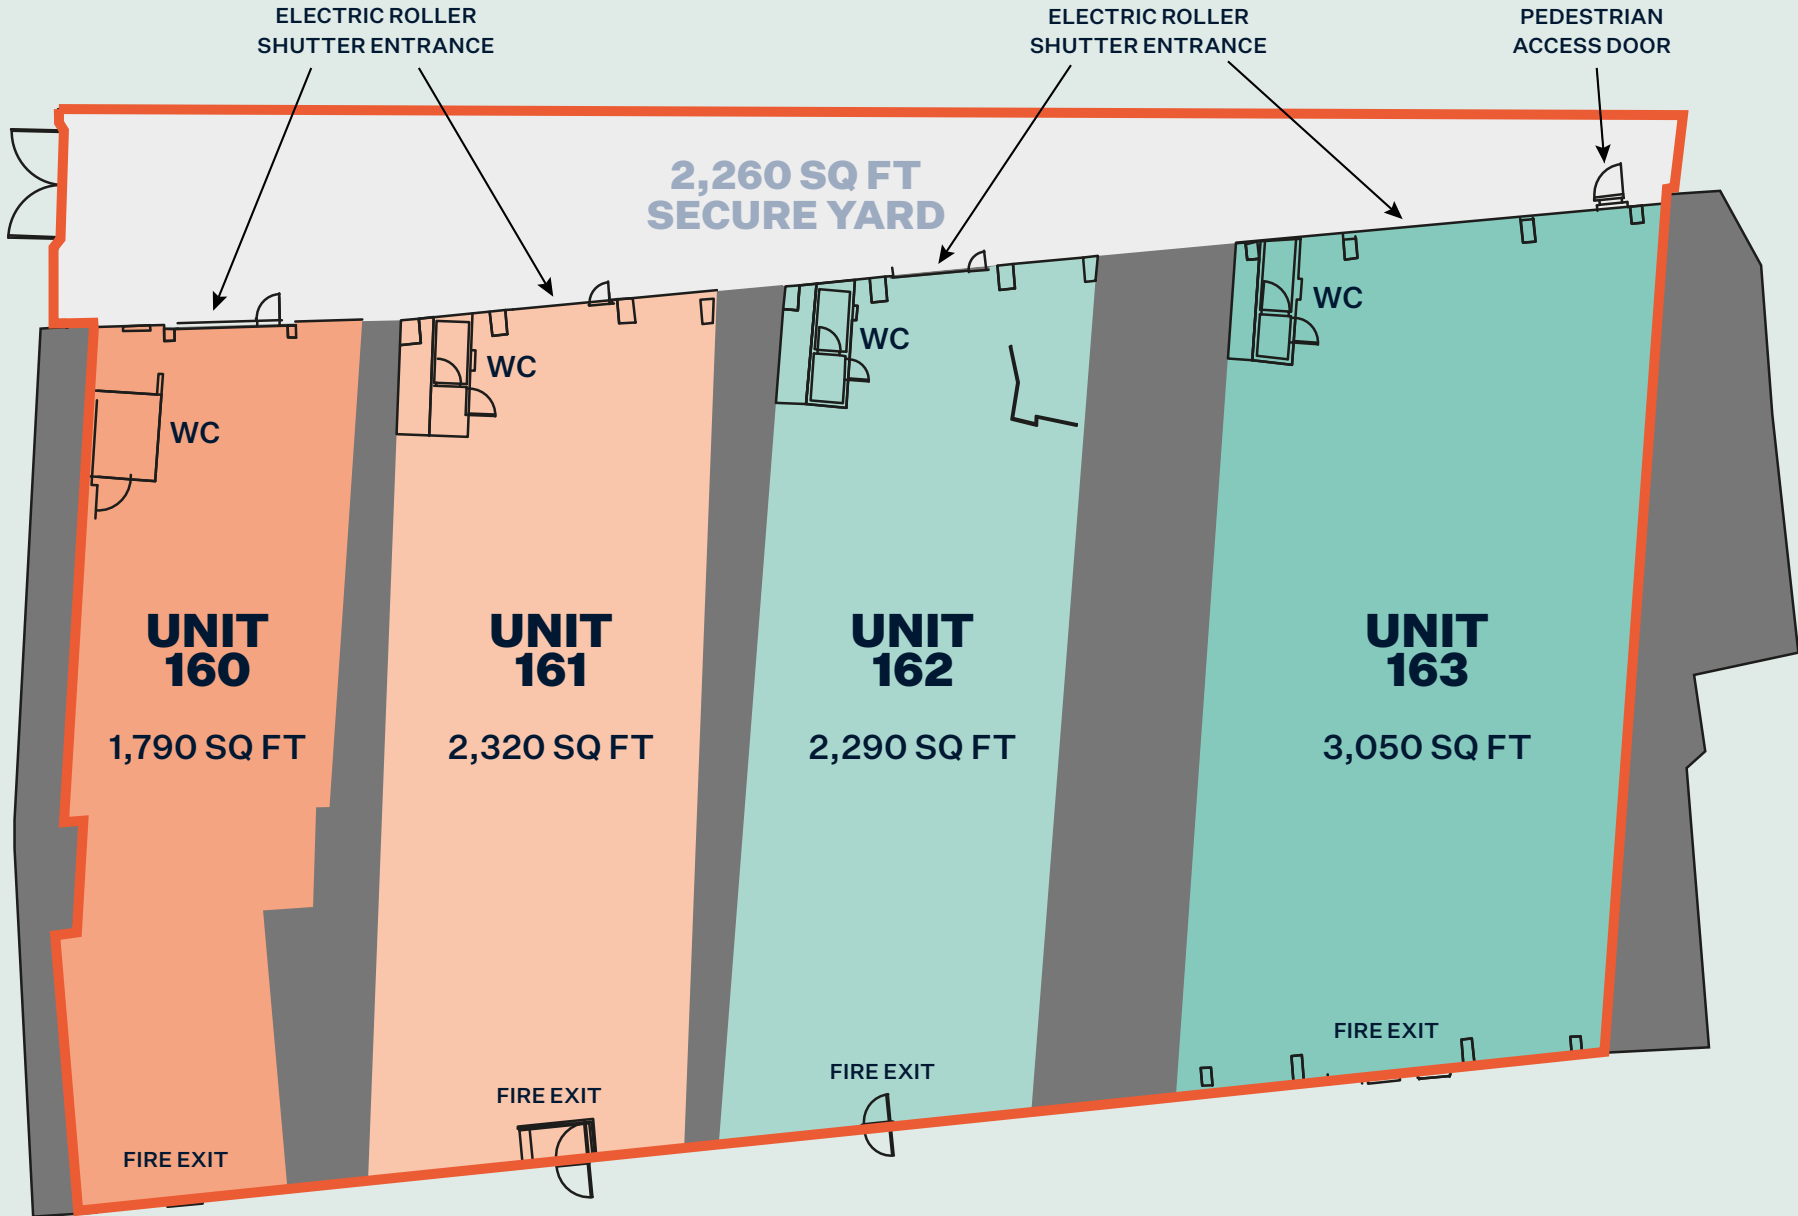 ELECTRIC ROLLER
SHUTTER ENTRANCE
ELECTRIC ROLLER
SHUTTER ENTRANCE
PEDESTRIAN
ACCESS DOOR
2,260 SQ FT
SECURE YARD
WC
WC
WC
WC
UNIT
160
1,790 SQ FT
UNIT
161
2,320 SQ FT
UNIT
162
2,290 SQ FT
UNIT
163
3,050 SQ FT
FIRE EXIT
FIRE EXIT
FIRE EXIT
FIRE EXIT